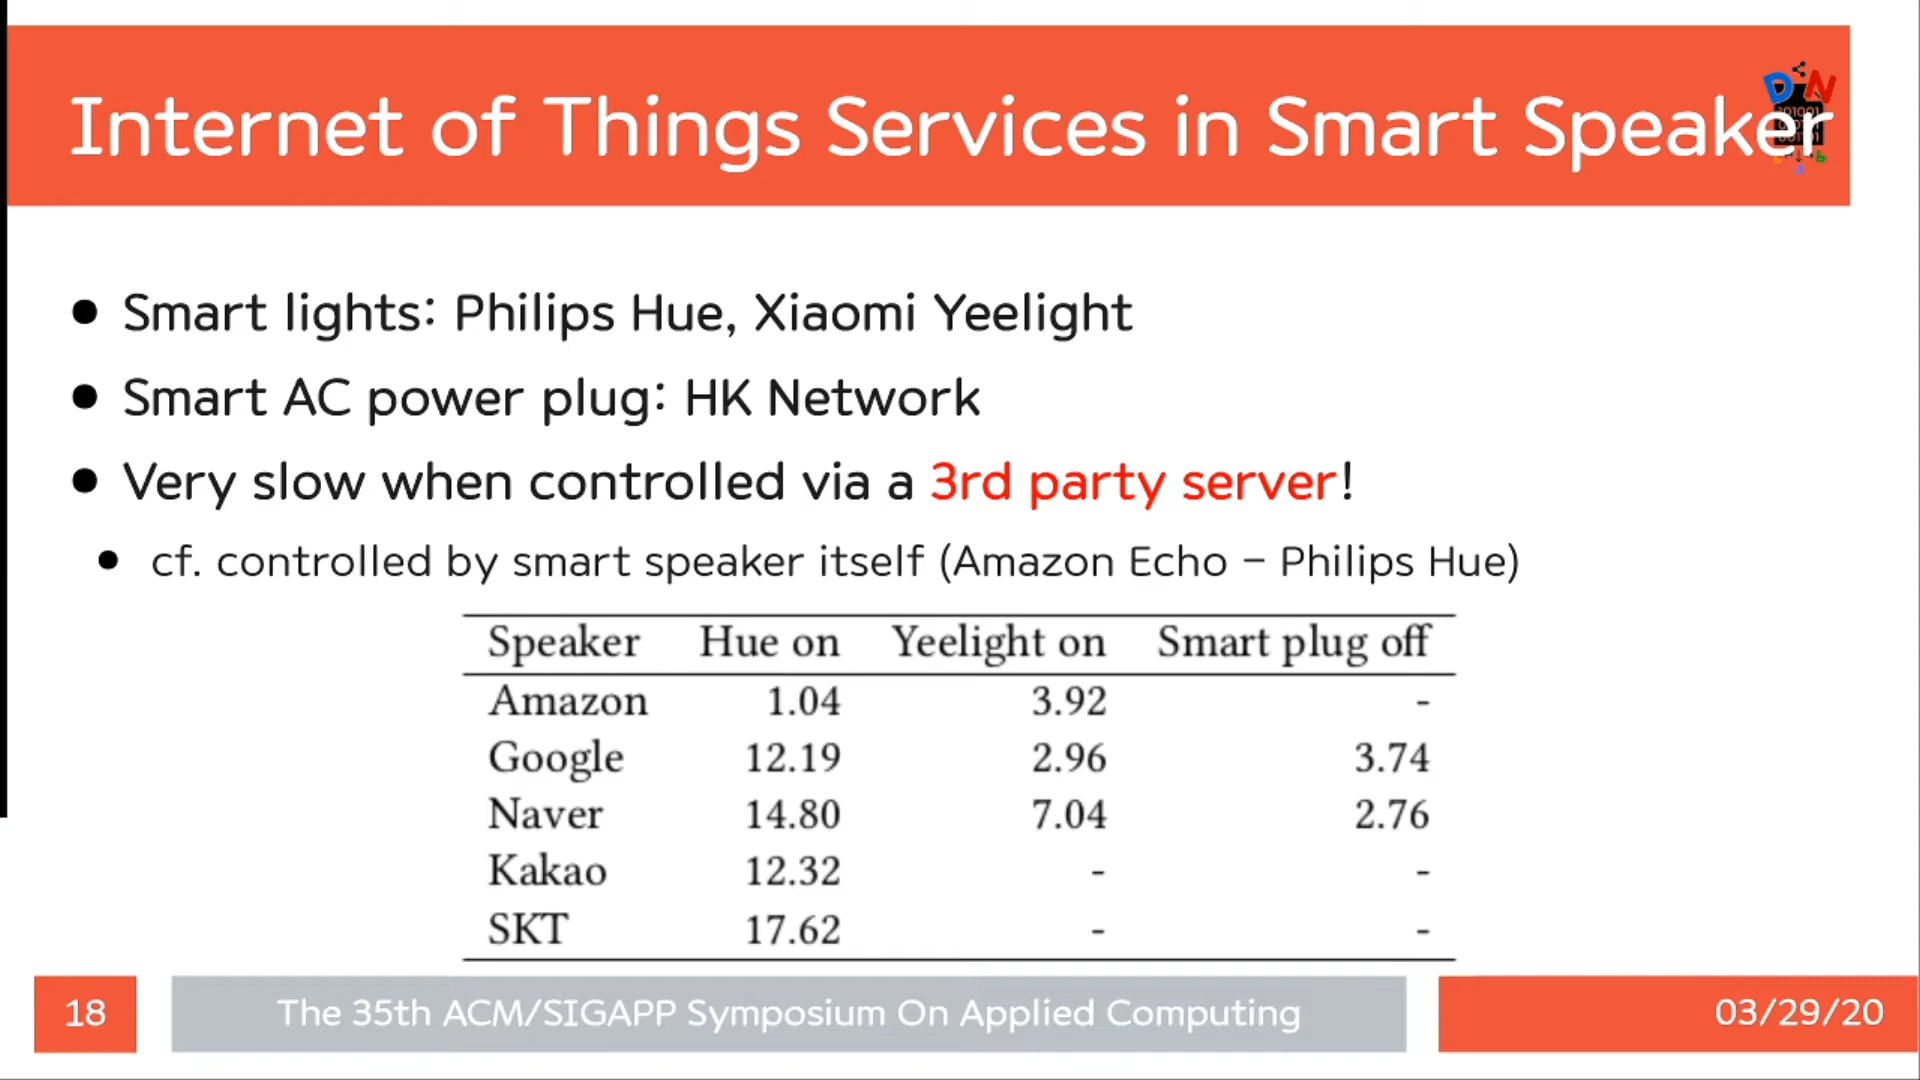 Internet of Things Services in Smart Speaker
• Smart lights: Philips Hue, Xiaomi Yeelight
• Smart AC power plug: HK Network
• Very slow when controlled via a 3rd party server!
• cf. controlled by smart speaker itself (Amazon Echo – Philips Hue)
Speaker Hue on Yeelight on Smart plug off
Amazon 1.04 3.92 -
Google 12.19 2.96 3.74
Naver 14.80 7.04 2.76
Kakao 12.32 - -
SKT 17.62 - -
18 The 35th ACM/SIGAPP Symposium On Applied Computing 03/29/20